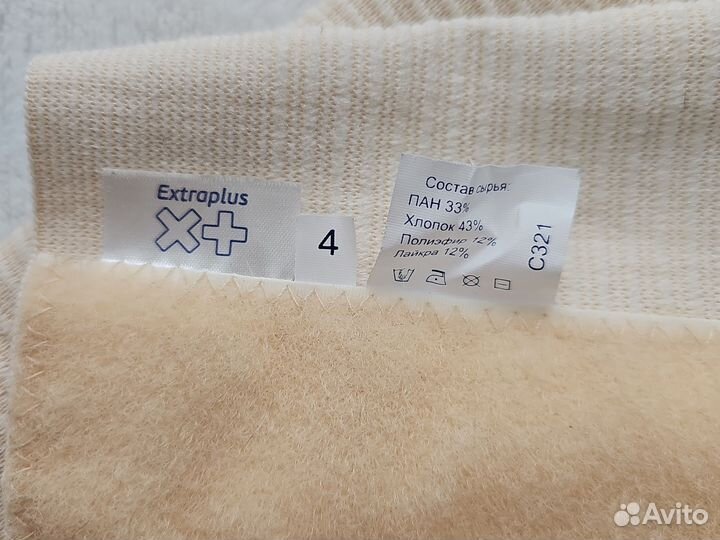 Extraplus
4
Состав сырья:
ПАН 33%
Хлопок 43%
Полиэфир 12%
Лайкра 12%
С321
Avito